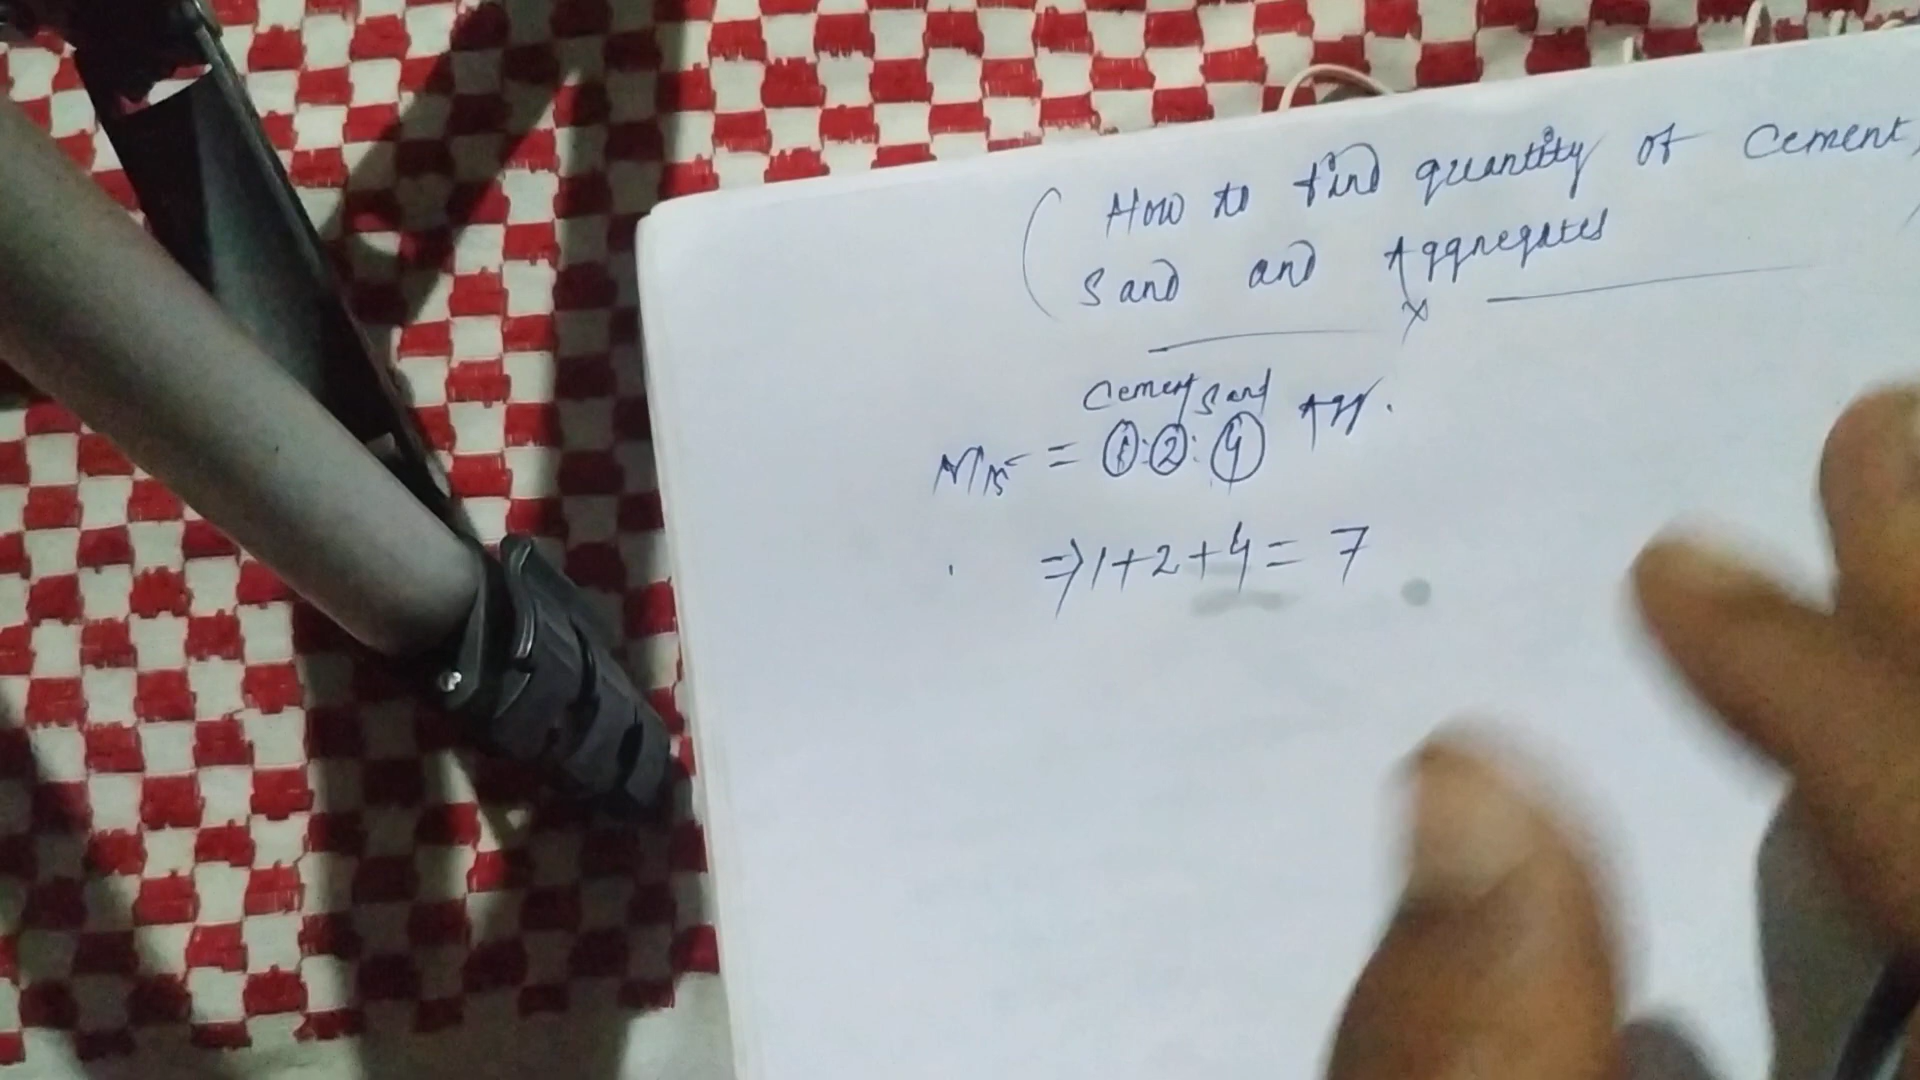 How to find quantity of Cement,
Sand and Aggregates
Cement Sand Agg.
M15 = 1:2:4
⇒ 1+2+4 = 7